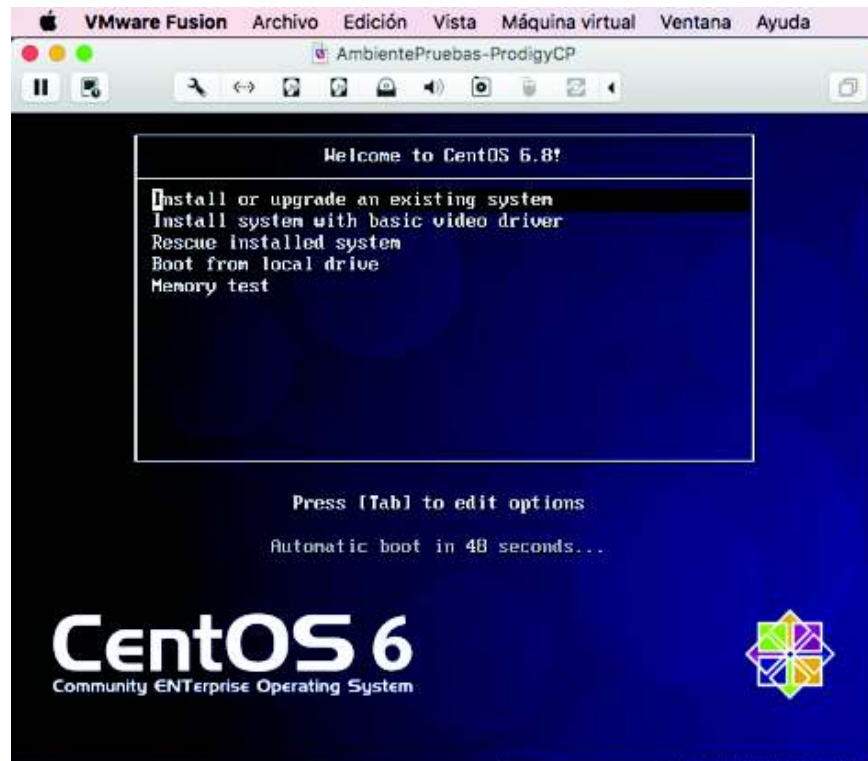 VMware Fusion Archivo Edición Vista Máquina virtual Ventana Ayuda
AmbientePruebas-ProdigyCP
Welcome to CentOS 6.8!
Install or upgrade an existing system
Install system with basic video driver
Rescue installed system
Boot from local drive
Memory test
Press [Tab] to edit options
Automatic boot in 48 seconds...
CentOS 6
Community ENTerprise Operating System